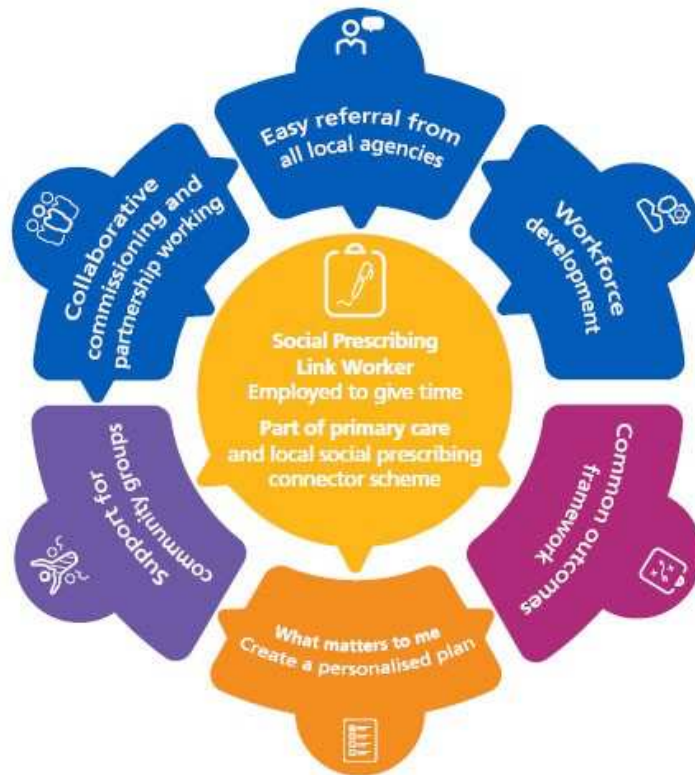 Easy referral from
all local agencies
Workforce
development
Common outcomes
framework
What matters to me
Create a personalised plan
Support for
community groups
Collaborative
commissioning and
partnership working
Social Prescribing
Link Worker
Employed to give time
Part of primary care
and local social prescribing
connector scheme